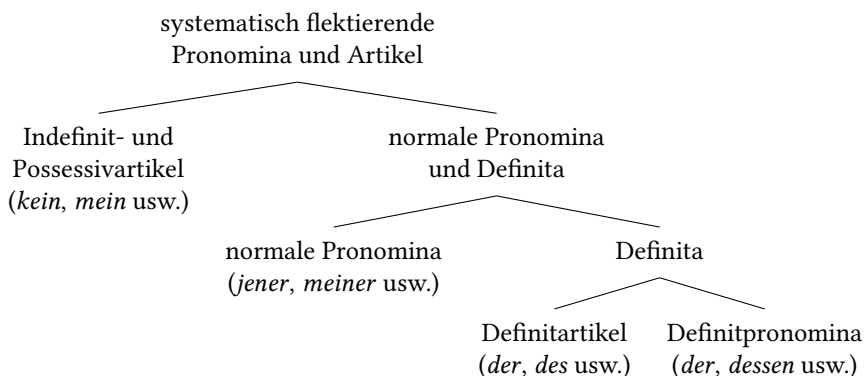 systematisch flektierende
Pronomina und Artikel
Indefinit- und
Possessivartikel
(kein, mein usw.)
normale Pronomina
und Definita
normale Pronomina
(jener, meiner usw.)
Definita
Definitartikel
(der, des usw.)
Definitpronomina
(der, dessen usw.)